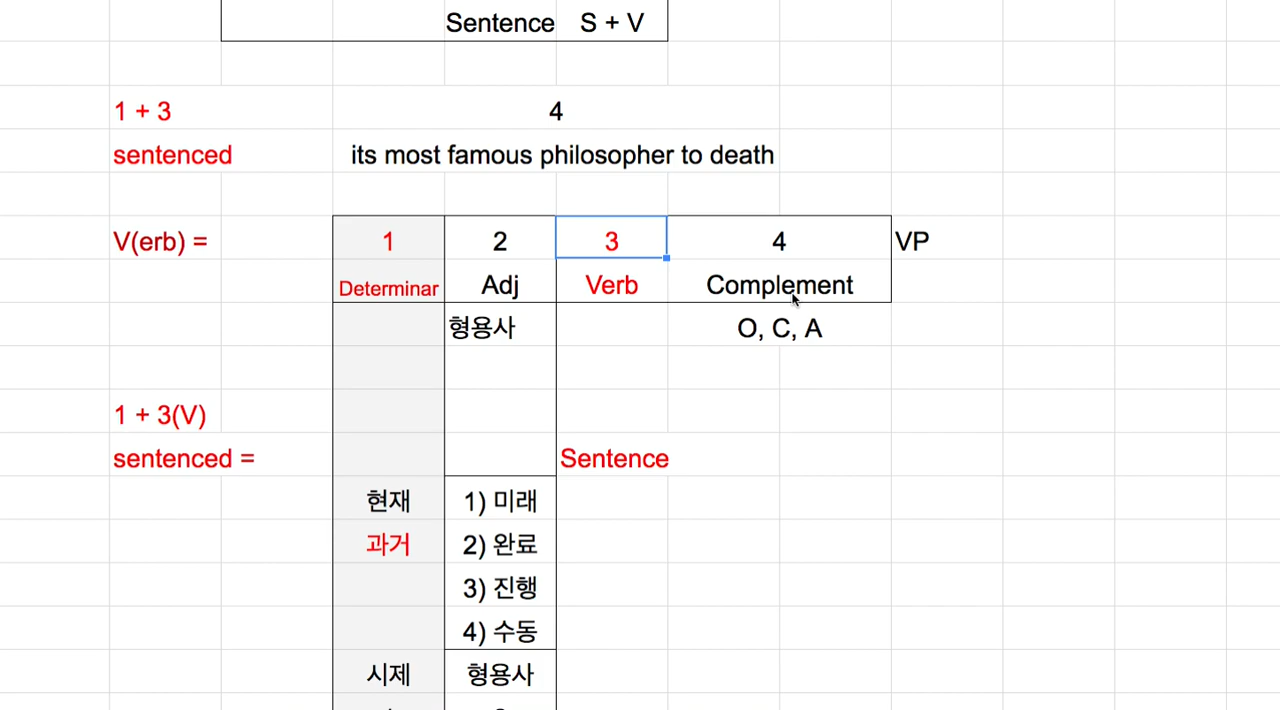 Sentence S + V
1 + 3 4
sentenced its most famous philosopher to death
V(erb) = 1 2 3 4 VP
Determinar Adj Verb Complement
형용사 O, C, A
1 + 3(V)
sentenced = Sentence
현재 1) 미래
과거 2) 완료
3) 진행
4) 수동
시제 형용사